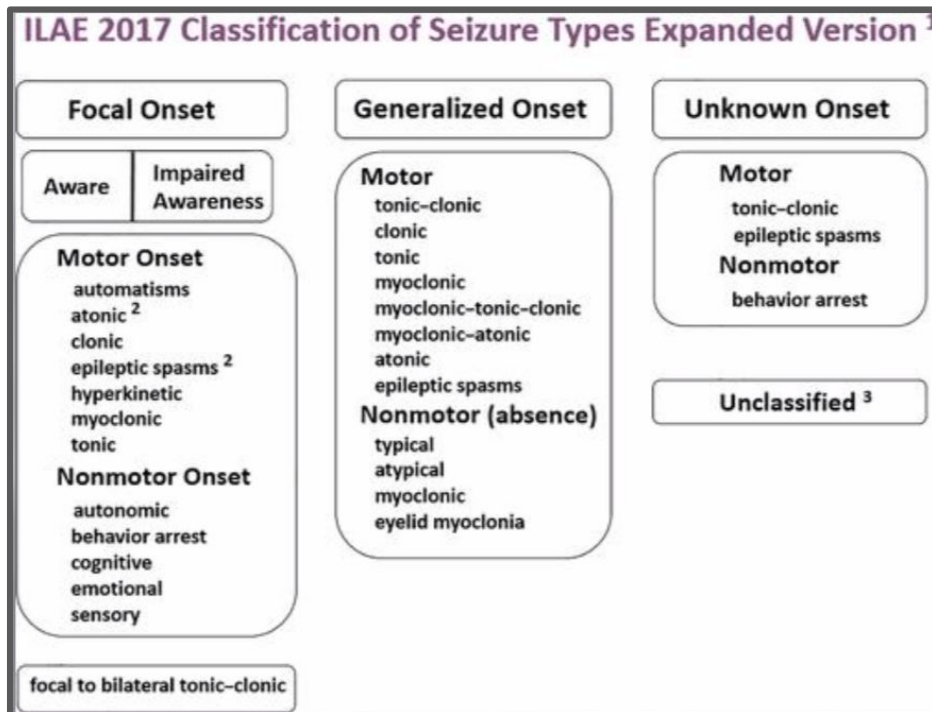 ILAE 2017 Classification of Seizure Types Expanded Version ¹
Focal Onset
Aware
Impaired
Awareness
Motor Onset
automatisms
atonic ²
clonic
epileptic spasms ²
hyperkinetic
myoclonic
tonic
Nonmotor Onset
autonomic
behavior arrest
cognitive
emotional
sensory
focal to bilateral tonic–clonic
Generalized Onset
Motor
tonic–clonic
clonic
tonic
myoclonic
myoclonic–tonic–clonic
myoclonic–atonic
atonic
epileptic spasms
Nonmotor (absence)
typical
atypical
myoclonic
eyelid myoclonia
Unknown Onset
Motor
tonic–clonic
epileptic spasms
Nonmotor
behavior arrest
Unclassified ³